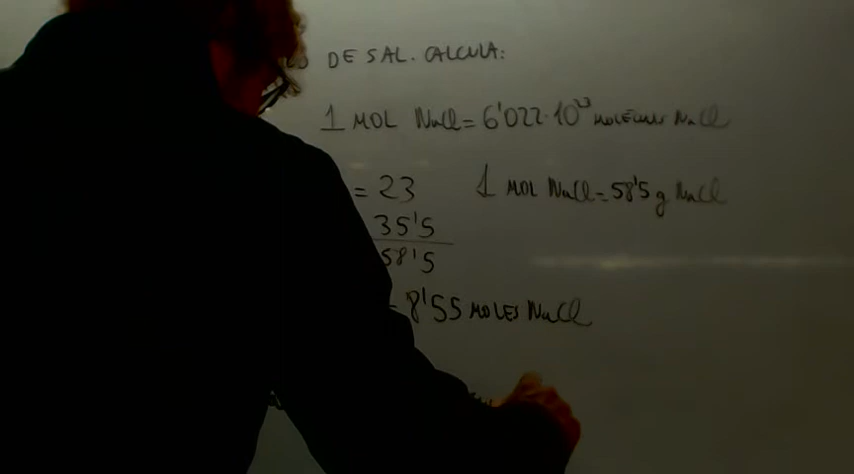 DE SAL. CALCULA:
1 MOL NaCl = 6'022·10²³ MOLÉCULAS NaCl
= 23
1 MOL NaCl = 58'5 g NaCl
35'5
58'5
= 8'55 MOLES NaCl